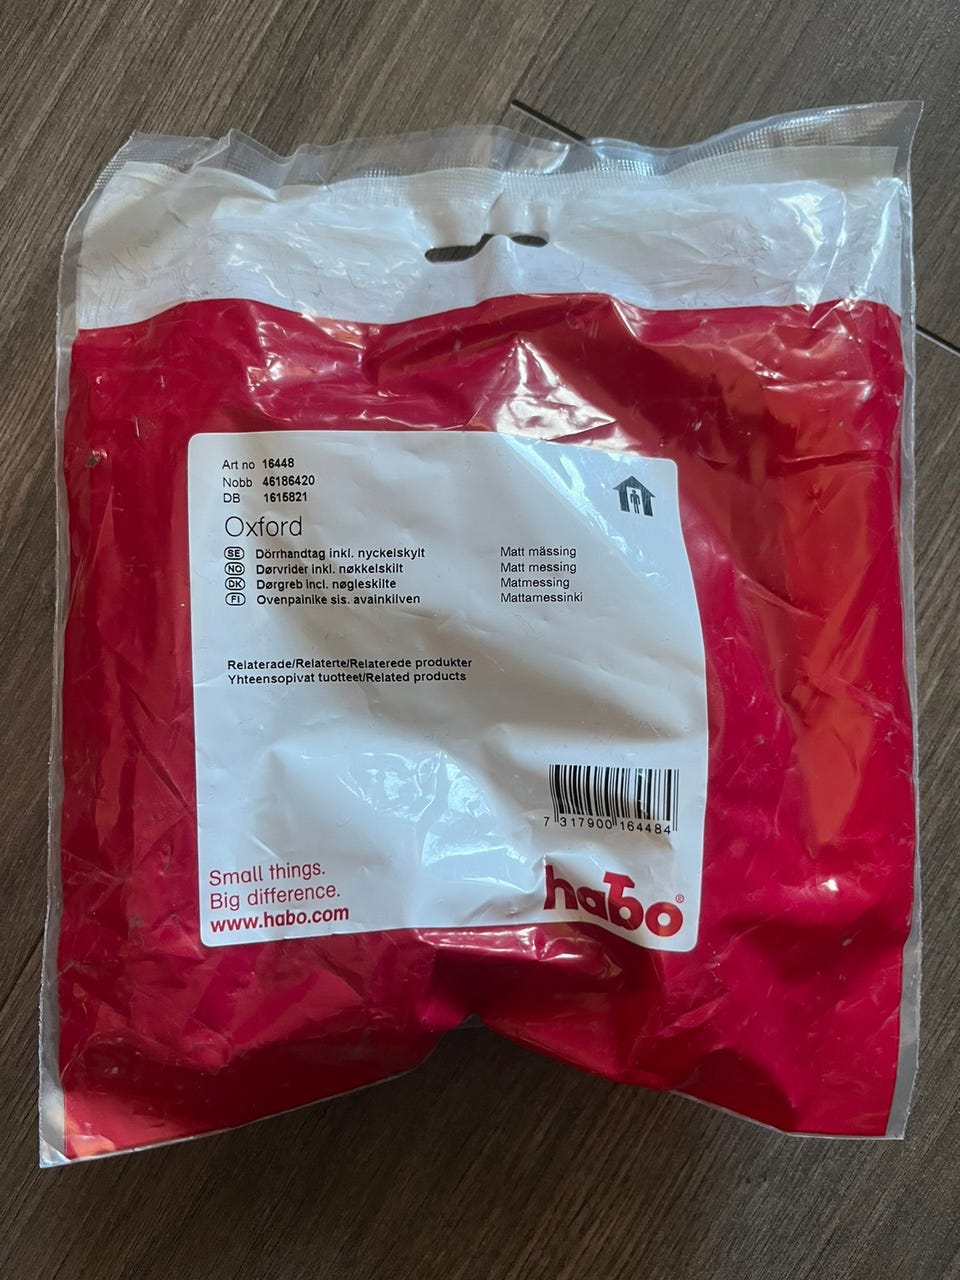 Art no 16448
Nobb 46186420
DB 1615821
Oxford
SE Dörrhandtag inkl. nyckelskylt Matt mässing
NO Dørvrider inkl. nøkkelskilt Matt messing
DK Dørgreb incl. nøgleskilte Matmessing
FI Ovenpainike sis. avainkilven Mattamessinki
Relaterade/Relaterte/Relaterede produkter
Yhteensopivat tuotteet/Related products
7 317900 164484
Small things.
Big difference.
www.habo.com
habo®